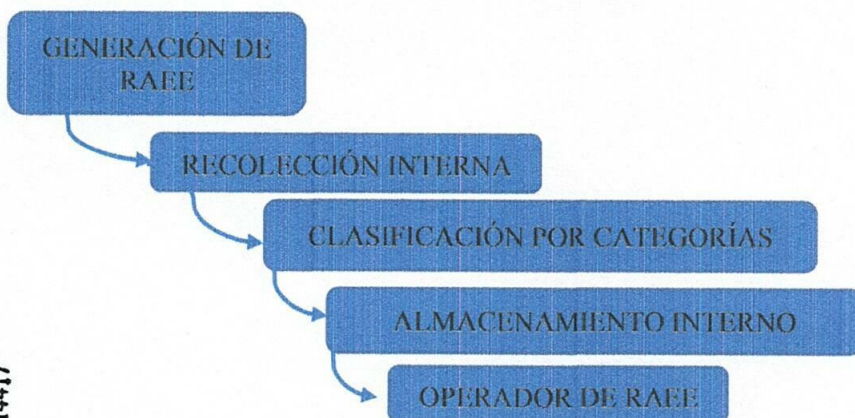 GENERACIÓN DE
RAEE
RECOLECCIÓN INTERNA
CLASIFICACIÓN POR CATEGORÍAS
ALMACENAMIENTO INTERNO
OPERADOR DE RAEE